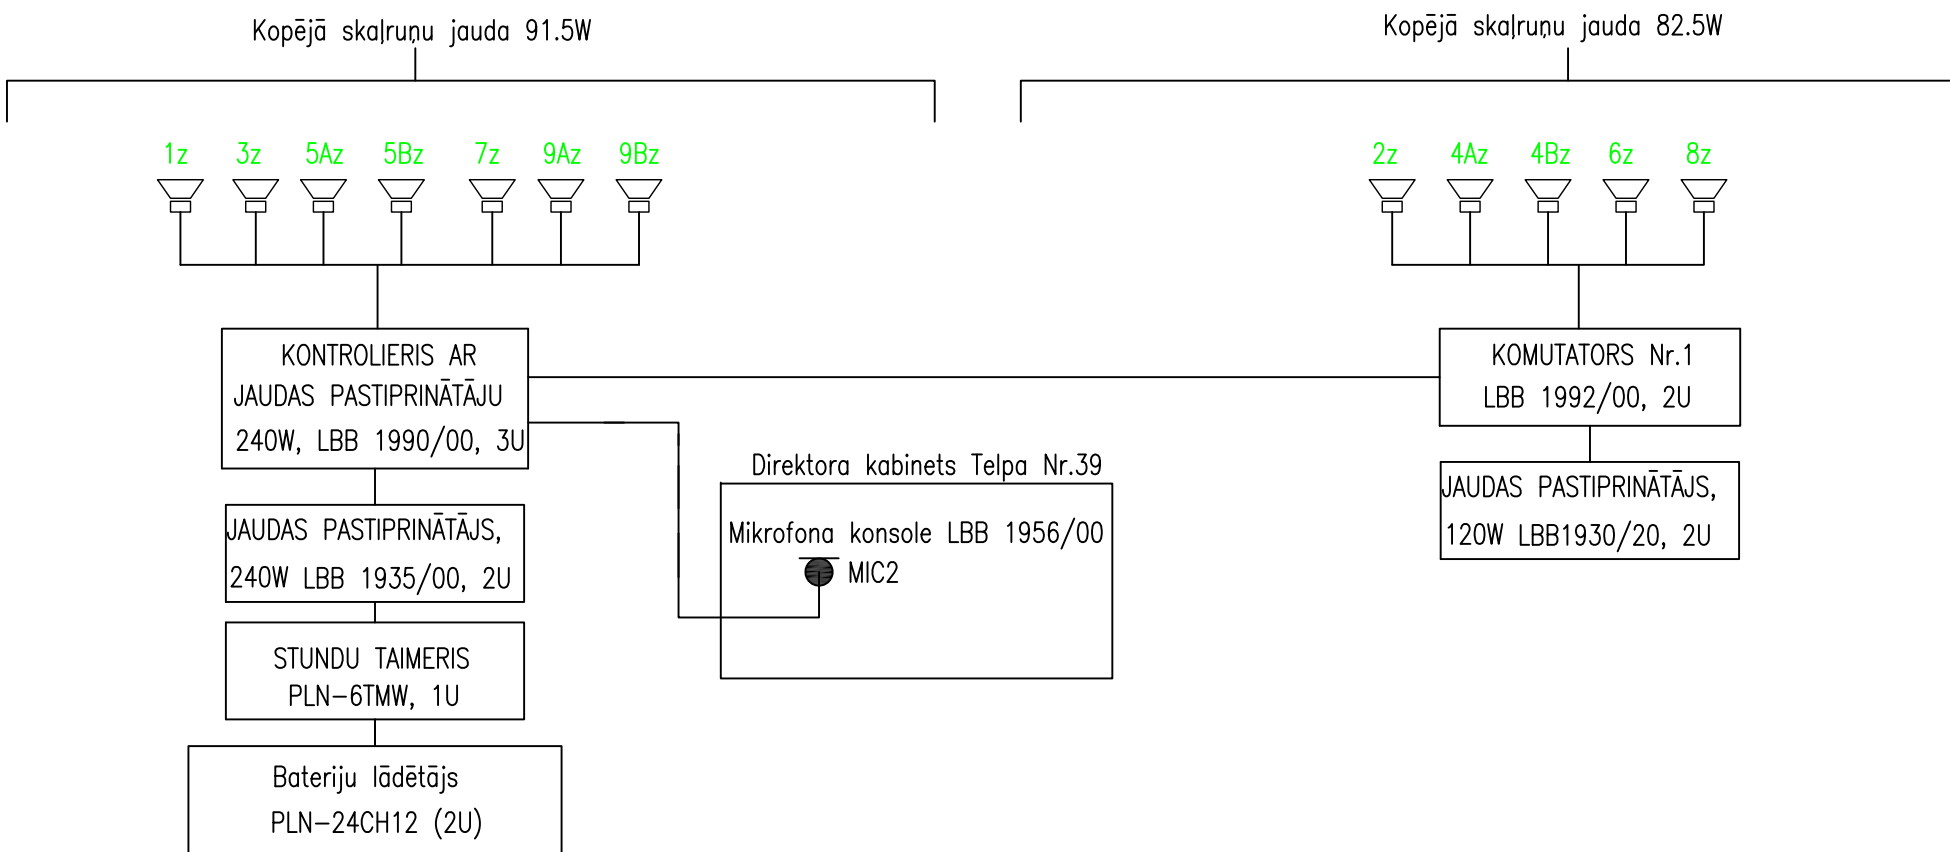 Kopējā skaļruņu jauda 91.5W
Kopējā skaļruņu jauda 82.5W
1z 3z 5Az 5Bz 7z 9Az 9Bz
2z 4Az 4Bz 6z 8z
KONTROLIERIS AR
JAUDAS PASTIPRINĀTĀJU
240W, LBB 1990/00, 3U
KOMUTATORS Nr.1
LBB 1992/00, 2U
Direktora kabinets Telpa Nr.39
Mikrofona konsole LBB 1956/00
MIC2
JAUDAS PASTIPRINĀTĀJS,
120W LBB1930/20, 2U
JAUDAS PASTIPRINĀTĀJS,
240W LBB 1935/00, 2U
STUNDU TAIMERIS
PLN-6TMW, 1U
Bateriju lādētājs
PLN-24CH12 (2U)